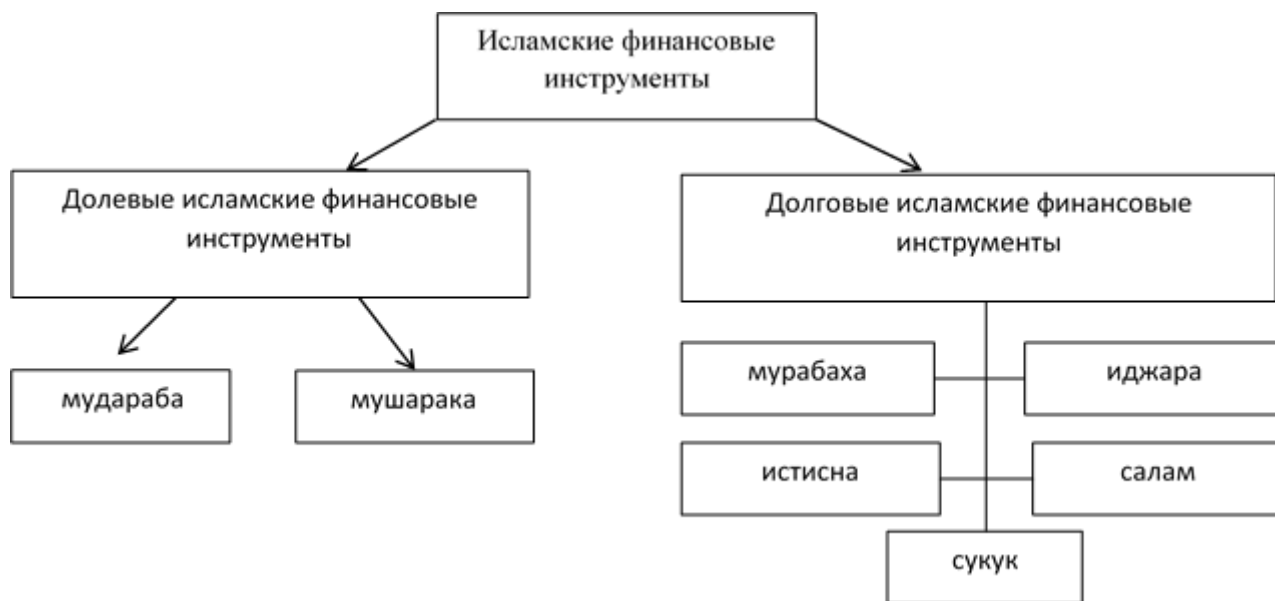 Исламские финансовые
инструменты
Долевые исламские финансовые
инструменты
Долговые исламские финансовые
инструменты
мудараба
мушарака
мурабаха
иджара
истисна
салам
сукук